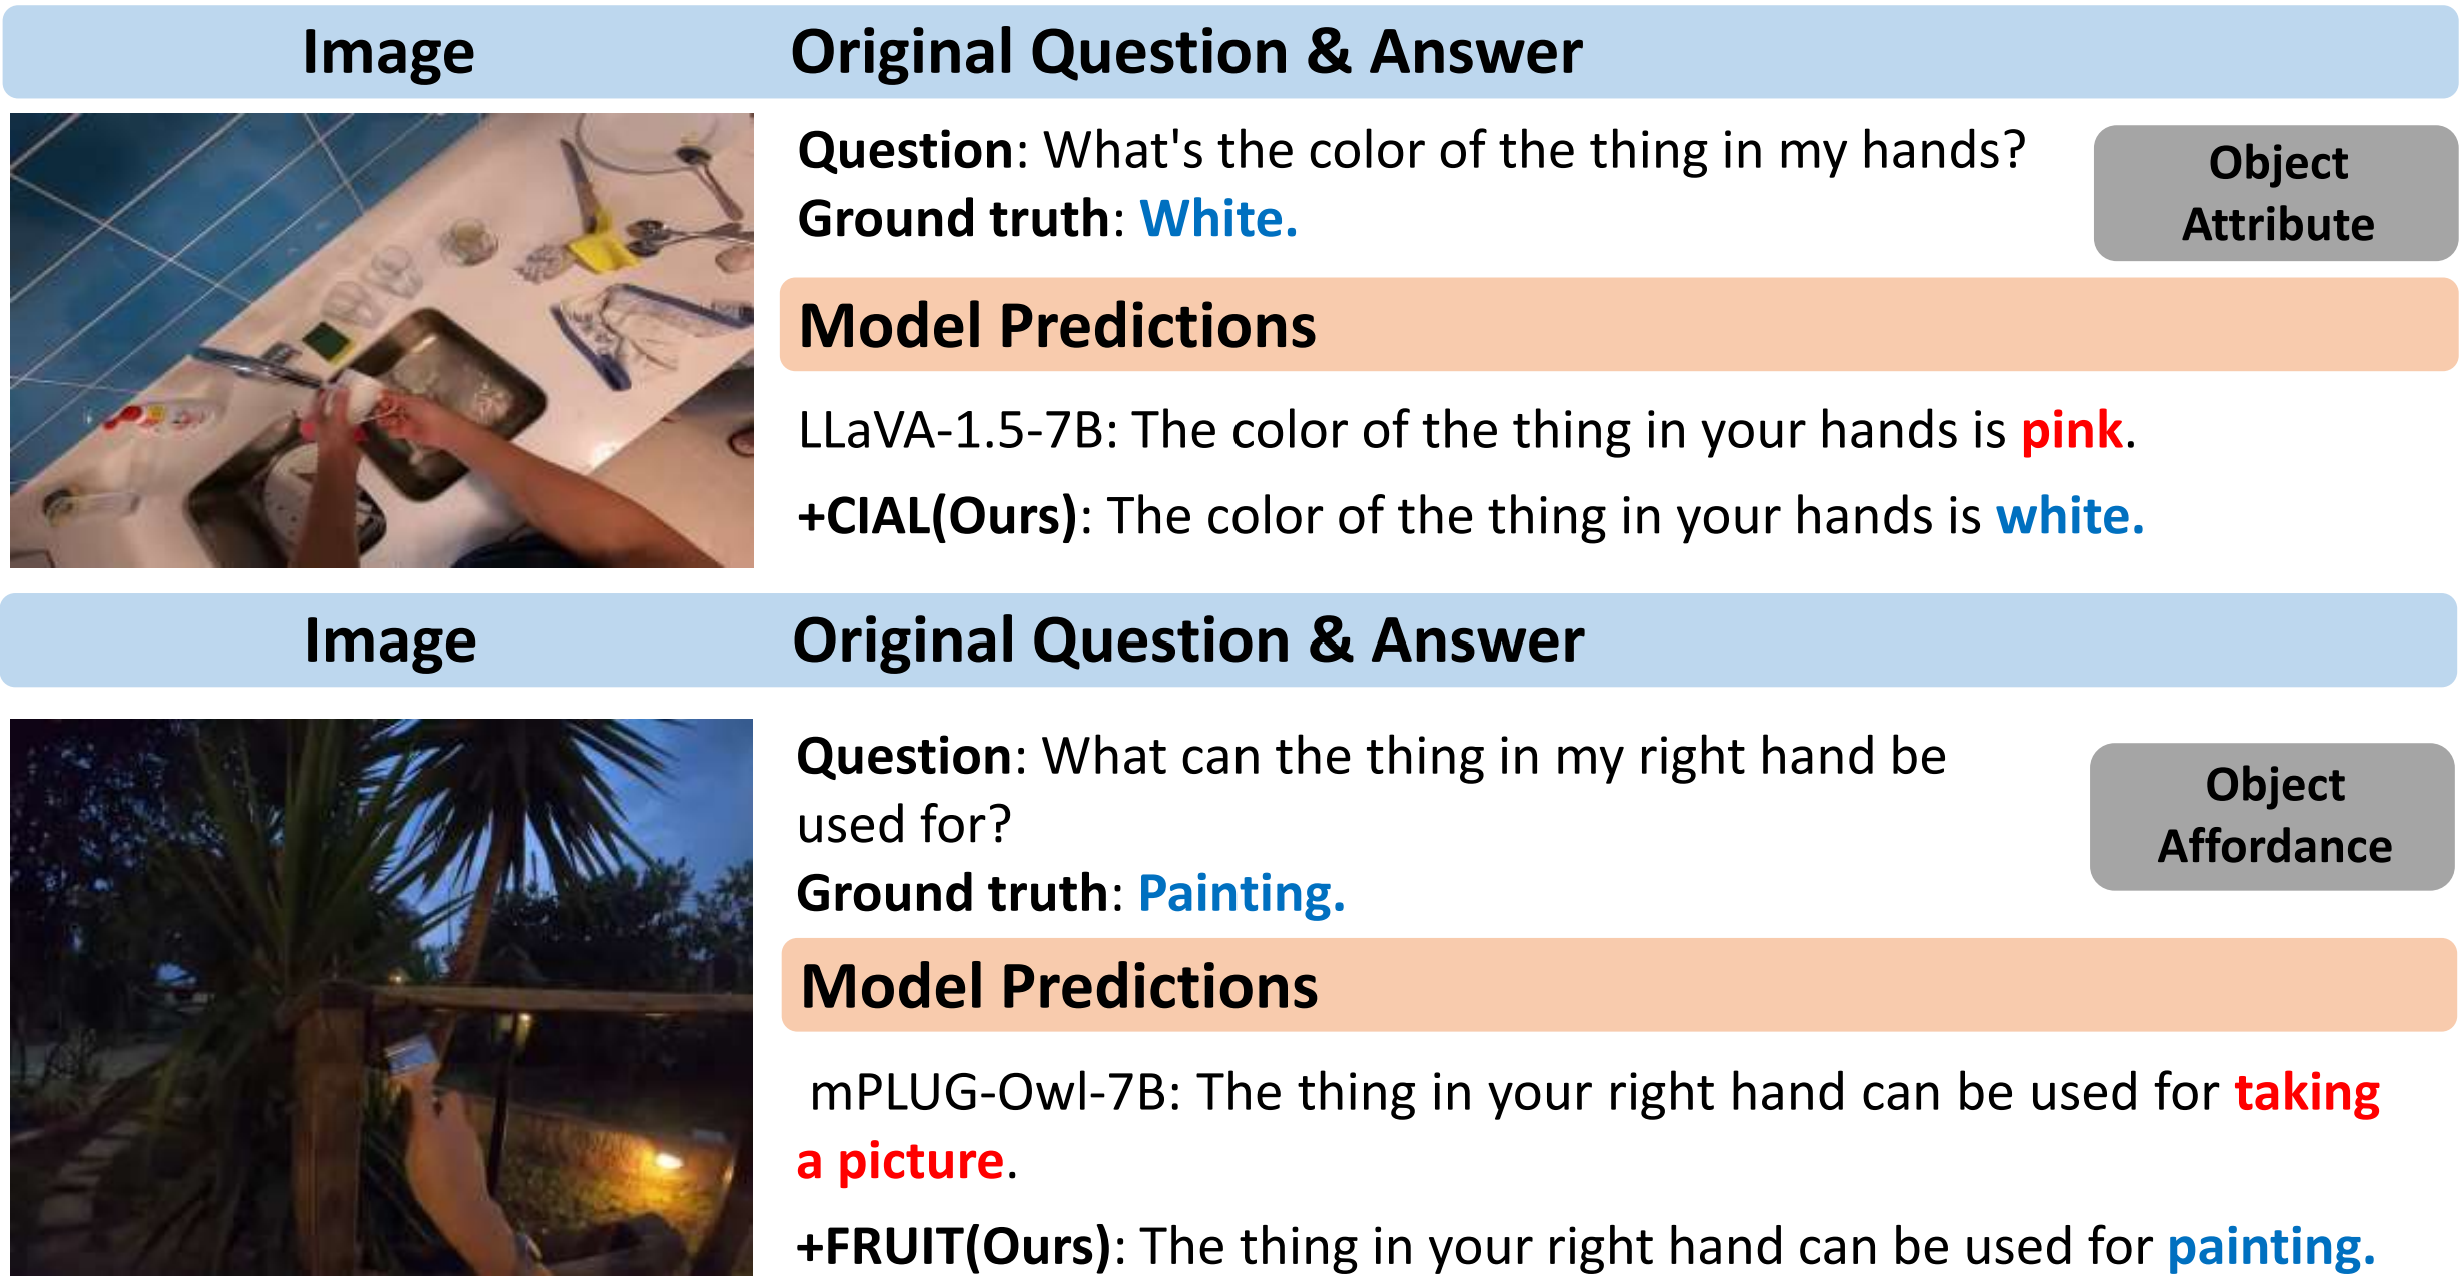 Image
Original Question & Answer
Question: What's the color of the thing in my hands?
Ground truth: White.
Object
Attribute
Model Predictions
LLaVA-1.5-7B: The color of the thing in your hands is pink.
+CIAL(Ours): The color of the thing in your hands is white.
Image
Original Question & Answer
Question: What can the thing in my right hand be
used for?
Ground truth: Painting.
Object
Affordance
Model Predictions
mPLUG-Owl-7B: The thing in your right hand can be used for taking
a picture.
+FRUIT(Ours): The thing in your right hand can be used for painting.